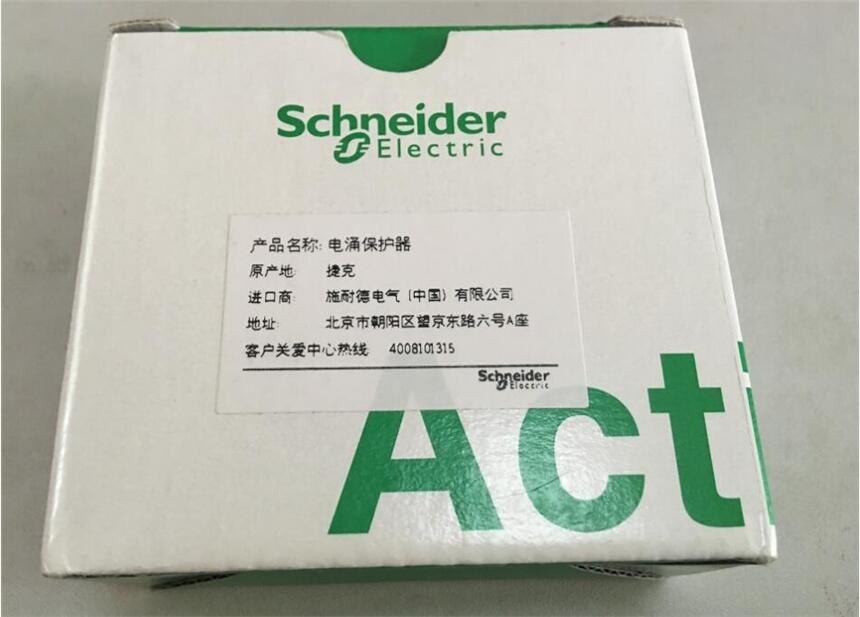 Schneider
Electric
产品名称: 电涌保护器
原产地: 捷克
进口商: 施耐德电气 (中国) 有限公司
地址: 北京市朝阳区望京东路六号A座
客户关爱中心热线: 4008101315
Schneider
Electric
Acti